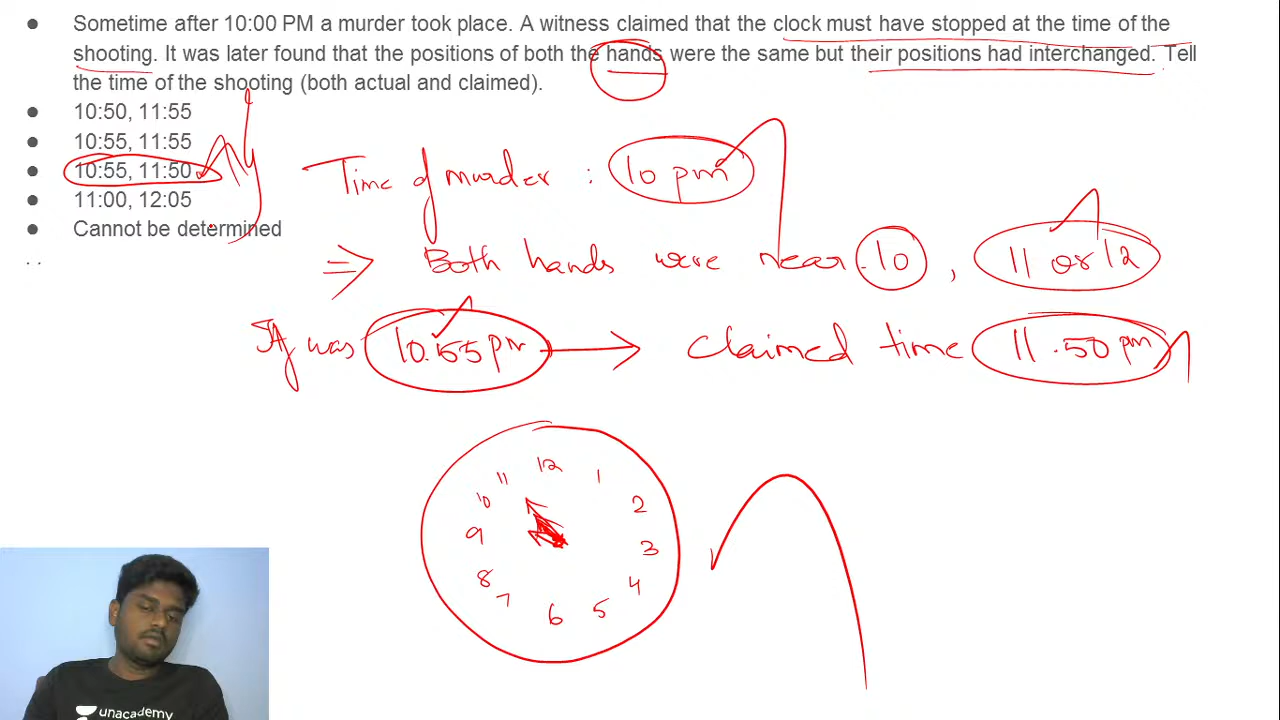 ● Sometime after 10:00 PM a murder took place. A witness claimed that the clock must have stopped at the time of the
shooting. It was later found that the positions of both the hands were the same but their positions had interchanged. Tell
the time of the shooting (both actual and claimed).
● 10:50, 11:55
● 10:55, 11:55
● 10:55, 11:50
● 11:00, 12:05
● Cannot be determined
Time of murder : 10 pm
⇒ Both hands were near 10, 11 or 12
If was 10.55 pm → claimed time 11.50 pm
12
11 1
10 2
9 3
8 4
7 6 5
unacademy